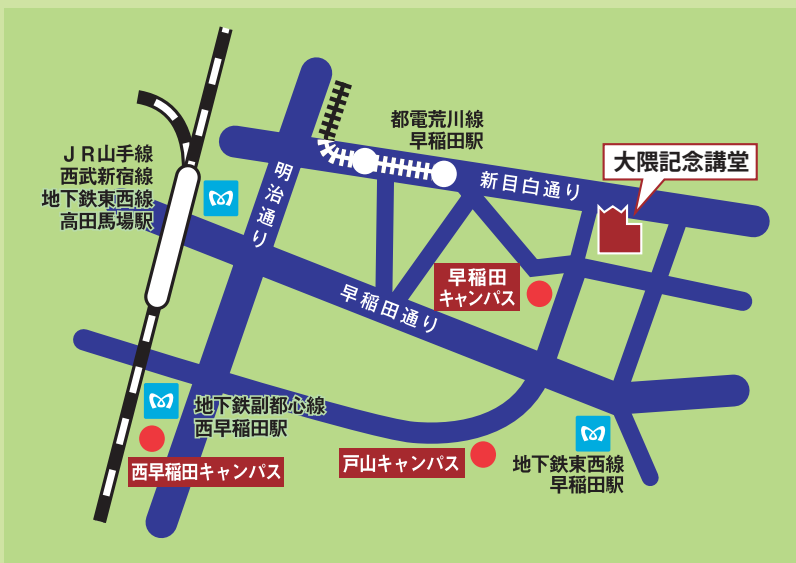 都電荒川線
早稲田駅
大隈記念講堂
JR山手線
西武新宿線
地下鉄東西線
高田馬場駅
明治通り
新目白通り
早稲田
キャンパス
早稲田通り
地下鉄副都心線
西早稲田駅
西早稲田キャンパス
戸山キャンパス
地下鉄東西線
早稲田駅